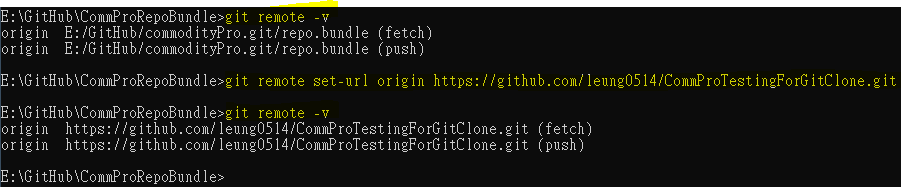 E:\GitHub\CommProRepoBundle>git remote -v
origin  E:/GitHub/commodityPro.git/repo.bundle (fetch)
origin  E:/GitHub/commodityPro.git/repo.bundle (push)
E:\GitHub\CommProRepoBundle>git remote set-url origin https://github.com/leung0514/CommProTestingForGitClone.git
E:\GitHub\CommProRepoBundle>git remote -v
origin  https://github.com/leung0514/CommProTestingForGitClone.git (fetch)
origin  https://github.com/leung0514/CommProTestingForGitClone.git (push)
E:\GitHub\CommProRepoBundle>